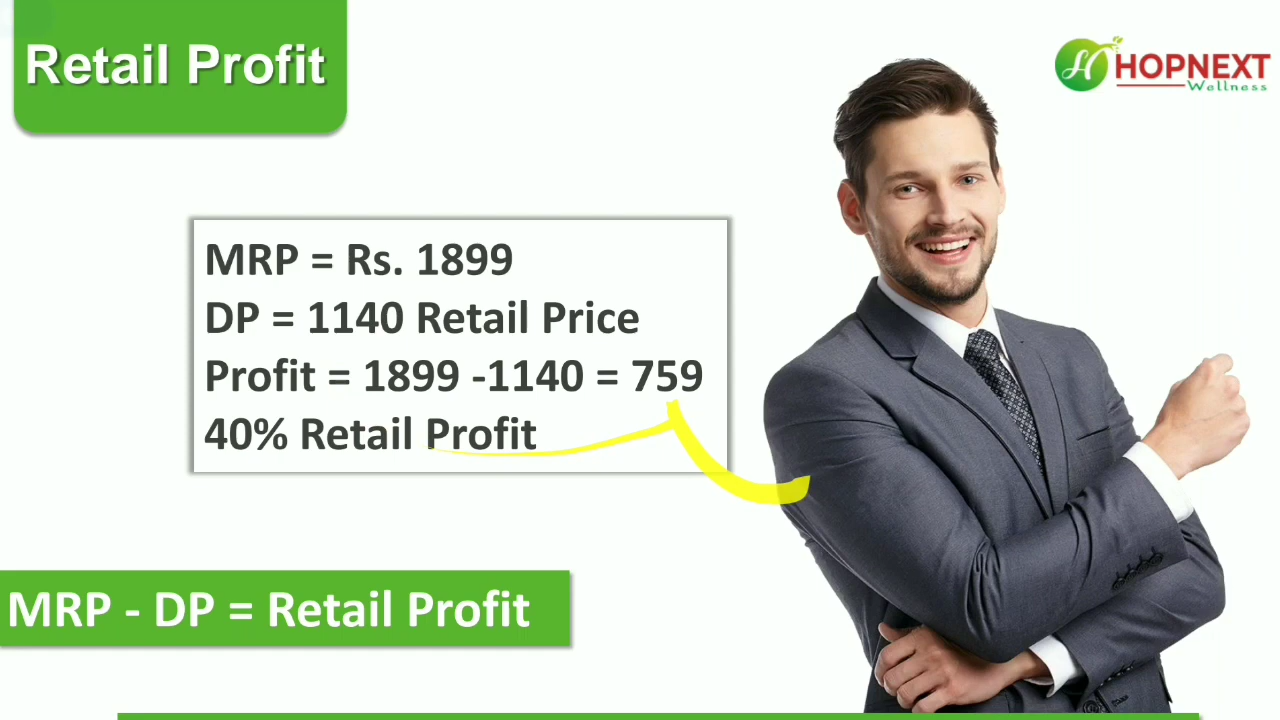 Retail Profit
HOPNEXT
Wellness
MRP = Rs. 1899
DP = 1140 Retail Price
Profit = 1899 -1140 = 759
40% Retail Profit
MRP - DP = Retail Profit